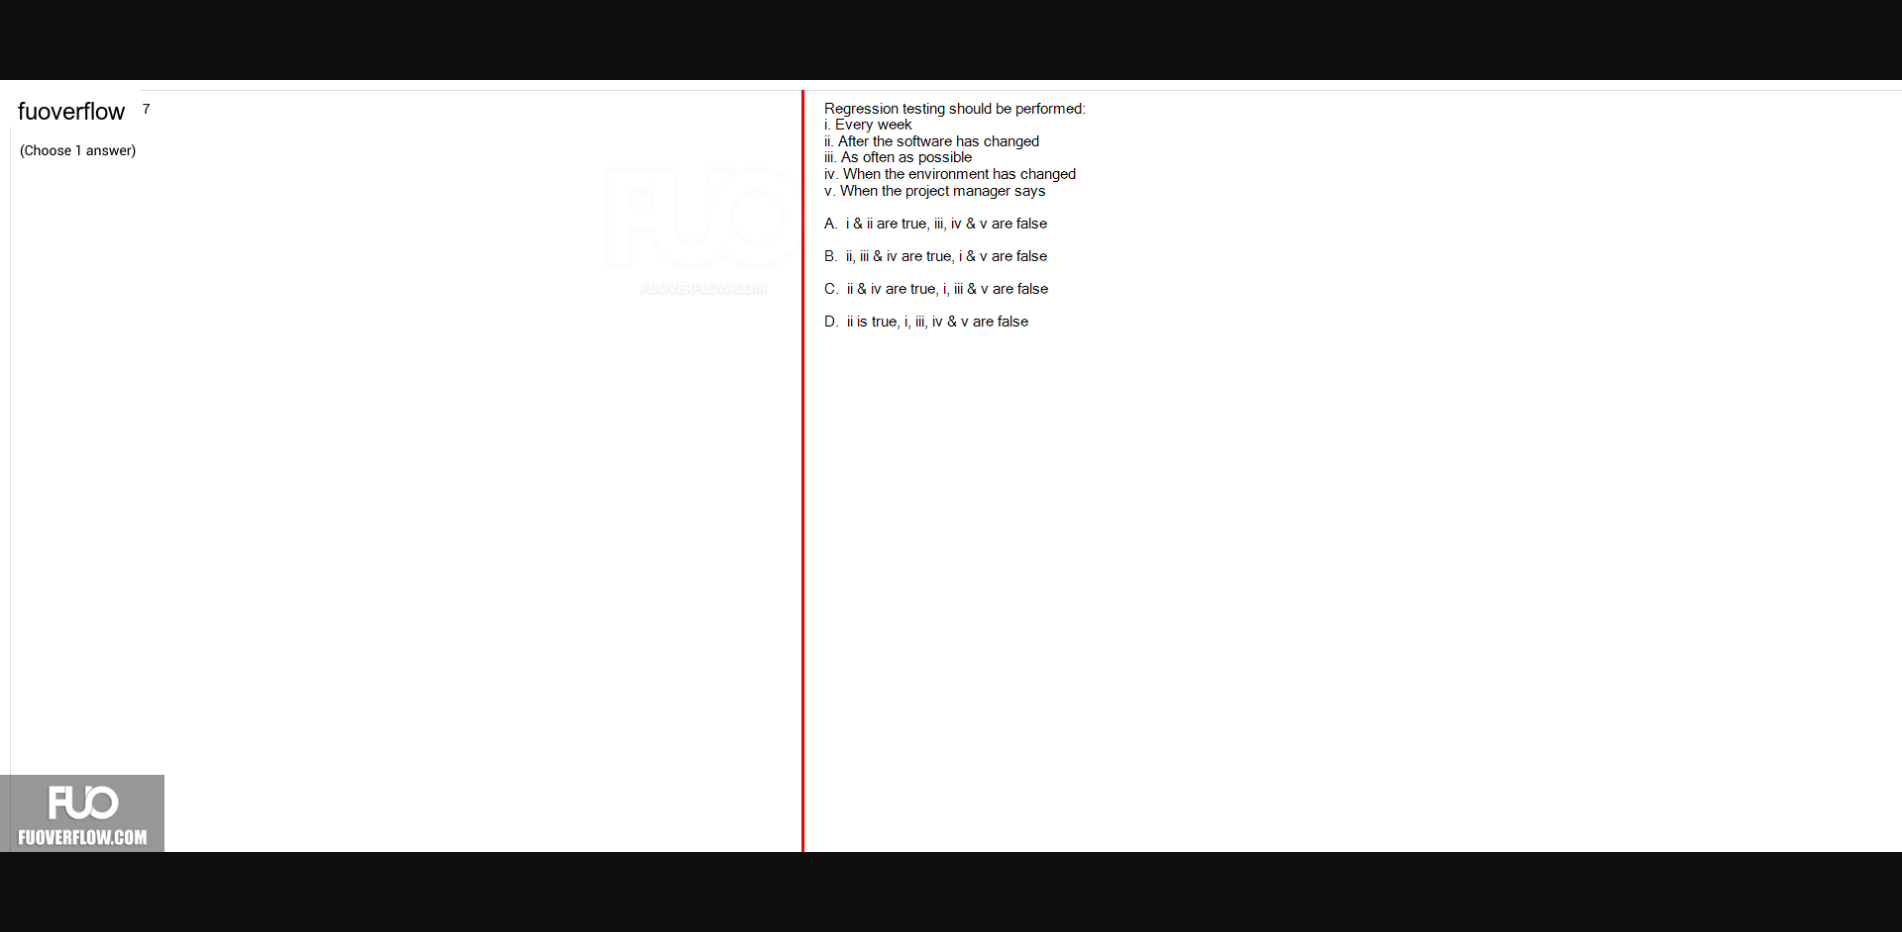 fuoverflow 7
(Choose 1 answer)
Regression testing should be performed:
i. Every week
ii. After the software has changed
iii. As often as possible
iv. When the environment has changed
v. When the project manager says
A. i & ii are true, iii, iv & v are false
B. ii, iii & iv are true, i & v are false
C. ii & iv are true, i, iii & v are false
D. ii is true, i, iii, iv & v are false
FUO
FUOVERFLOW.COM
FUO
FUOVERFLOW.COM